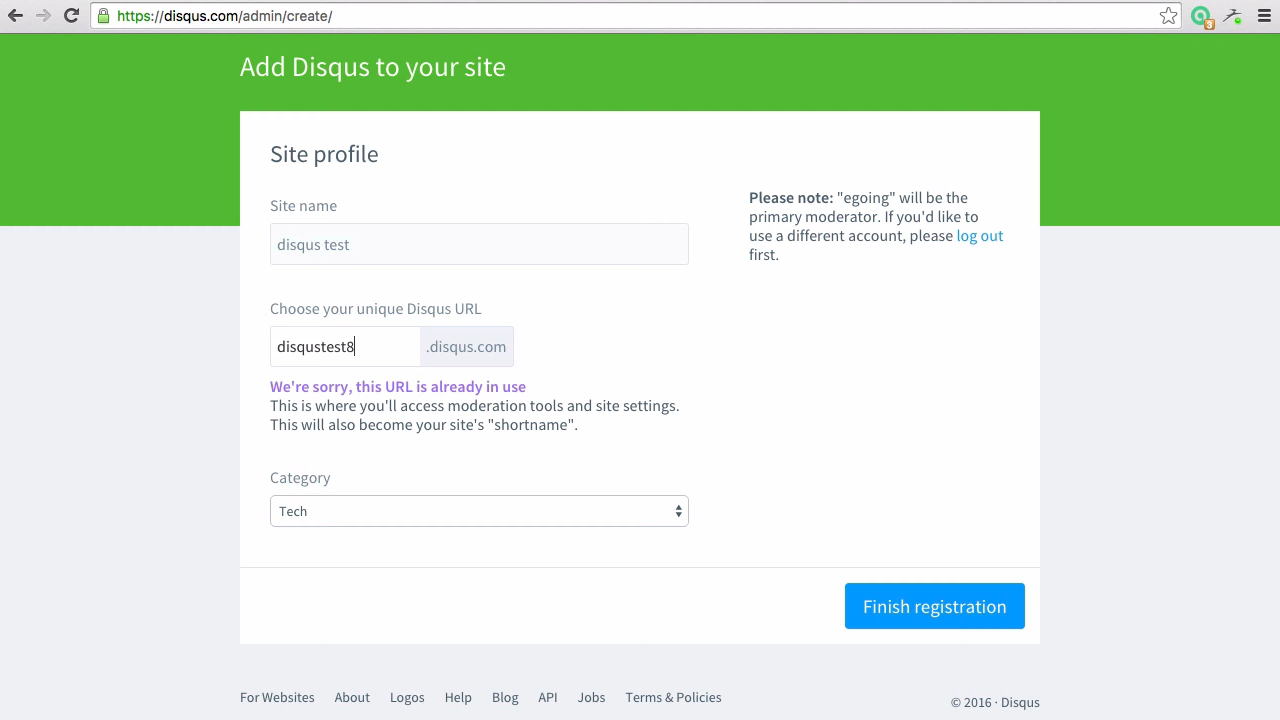 https://disqus.com/admin/create/
3
Add Disqus to your site
Site profile
Site name
disqus test
Please note: "egoing" will be the
primary moderator. If you'd like to
use a different account, please log out
first.
Choose your unique Disqus URL
disqustest8 .disqus.com
We're sorry, this URL is already in use
This is where you'll access moderation tools and site settings.
This will also become your site's "shortname".
Category
Tech
Finish registration
For Websites About Logos Help Blog API Jobs Terms & Policies
© 2016 · Disqus